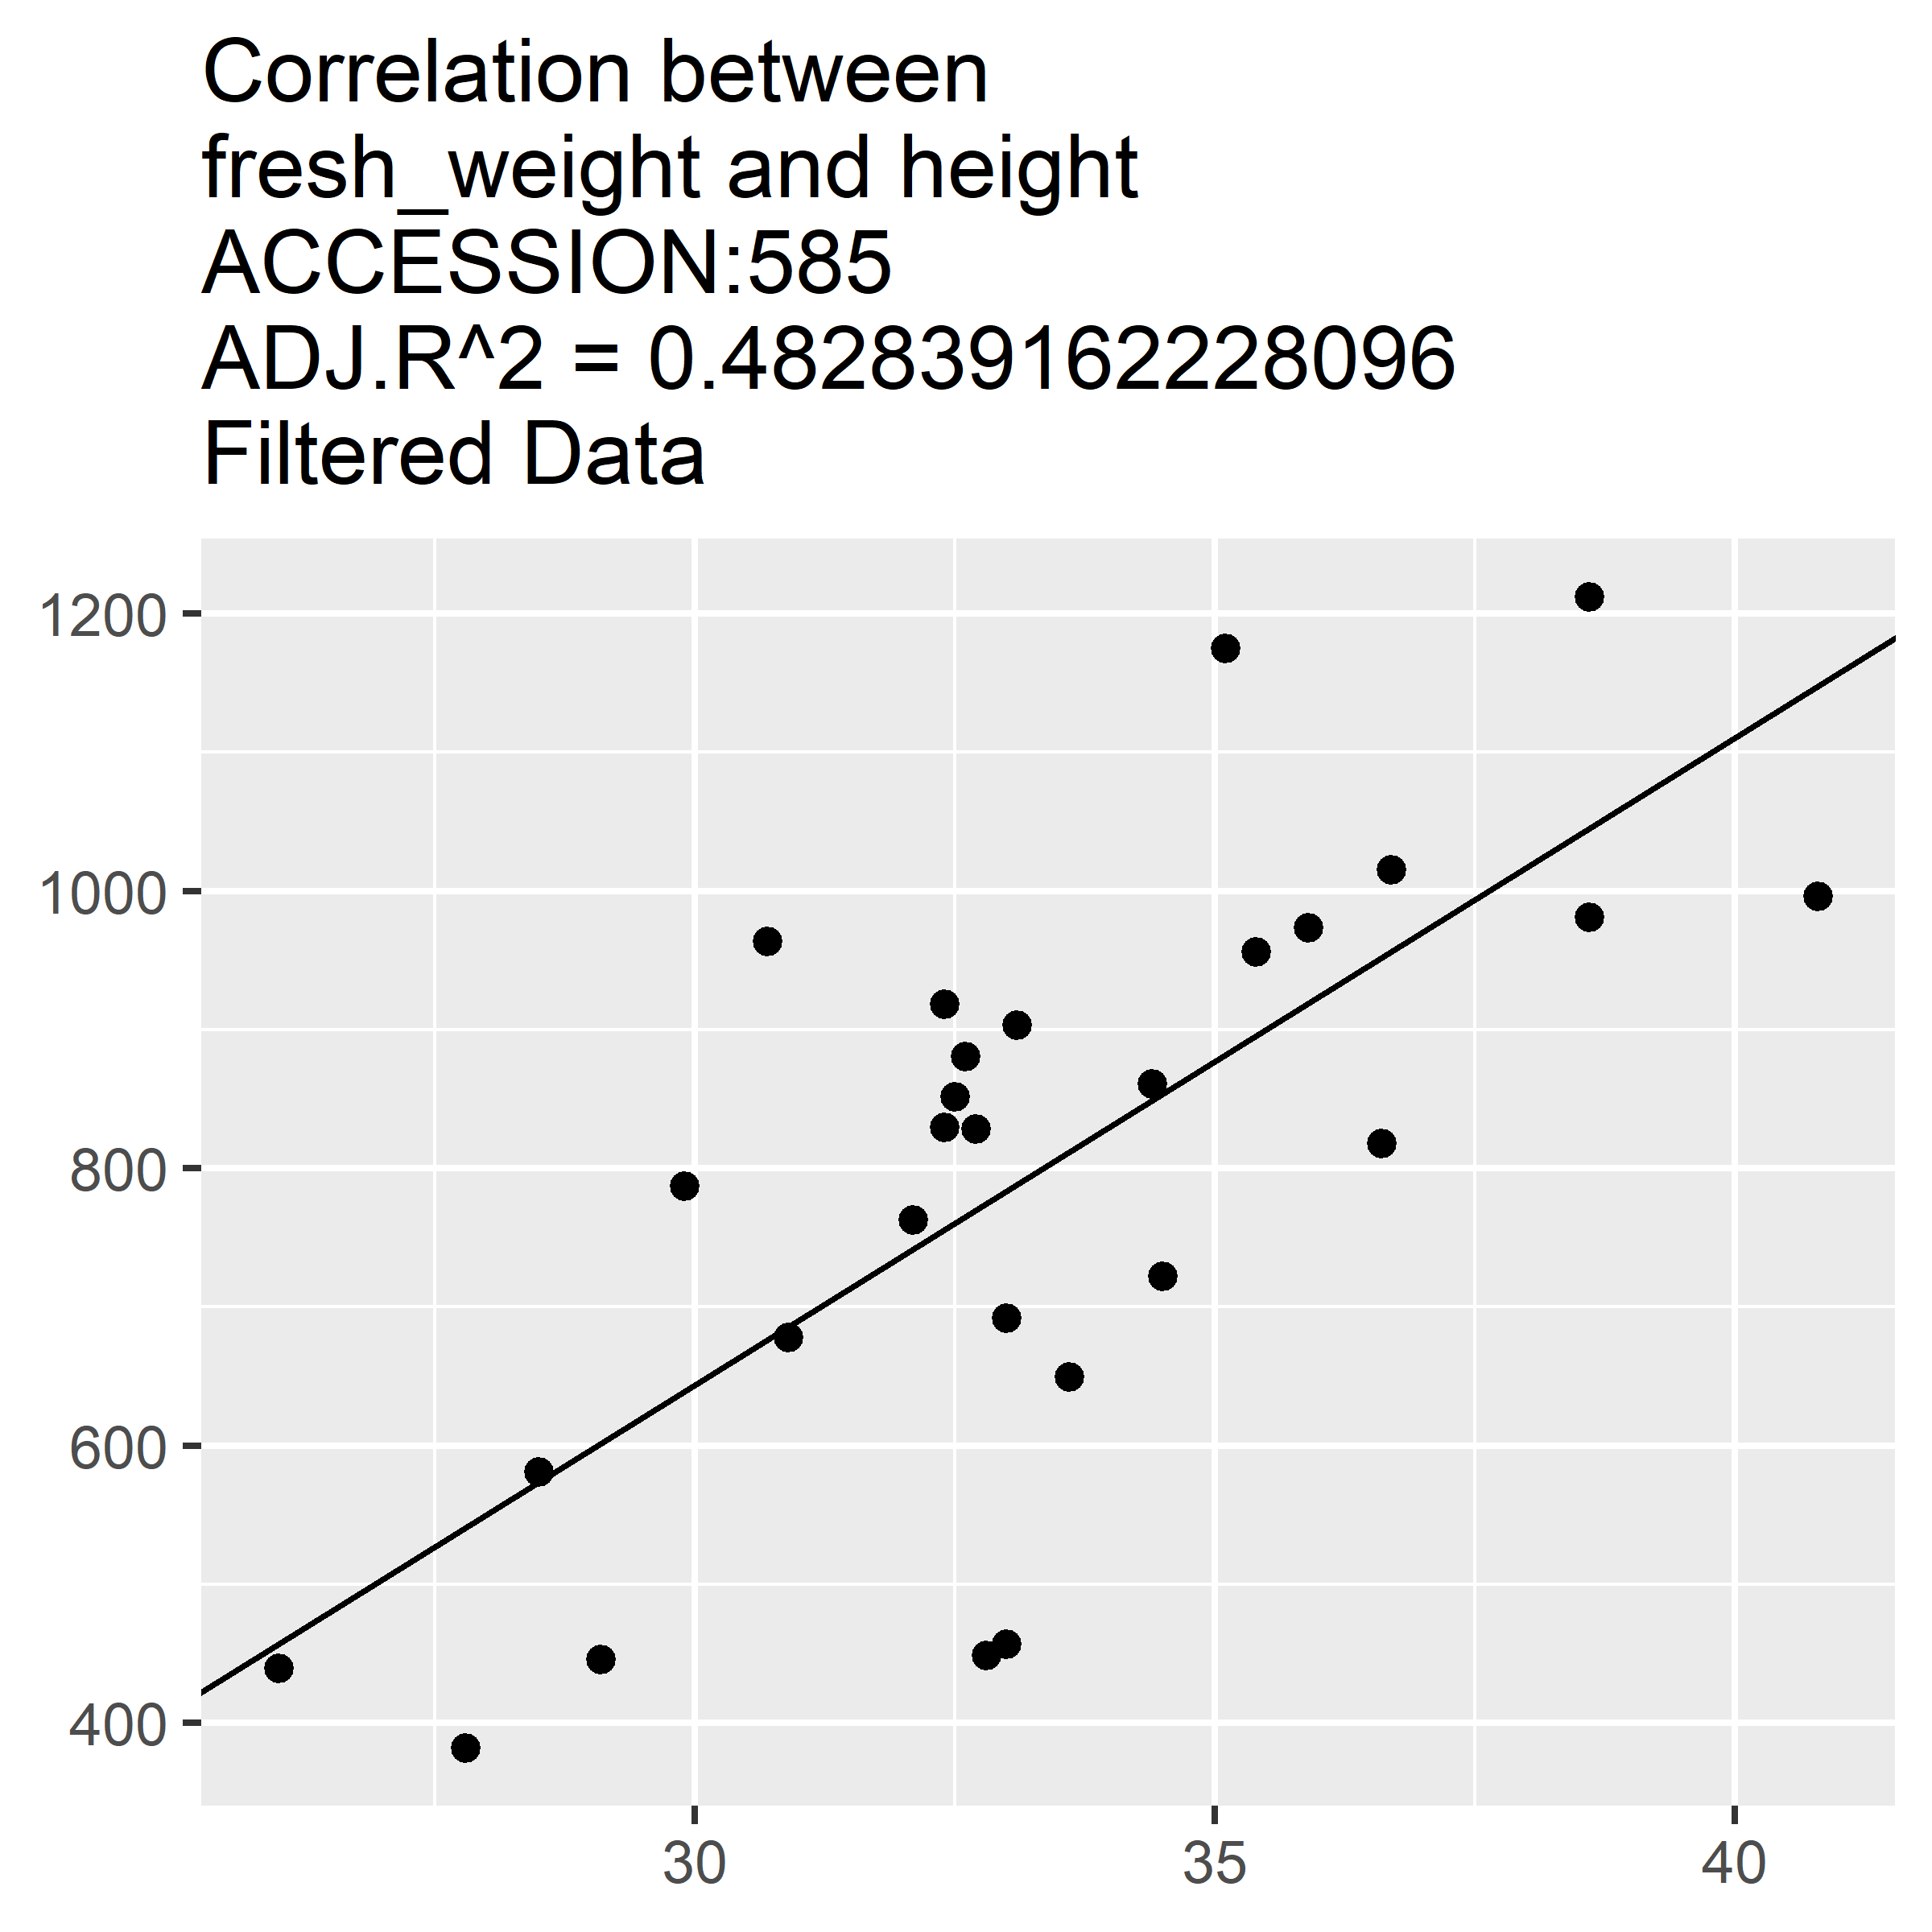 Correlation between
fresh_weight and height
ACCESSION:585
ADJ.R^2 = 0.482839162228096
Filtered Data
1200
1000
800
600
400
30 35 40